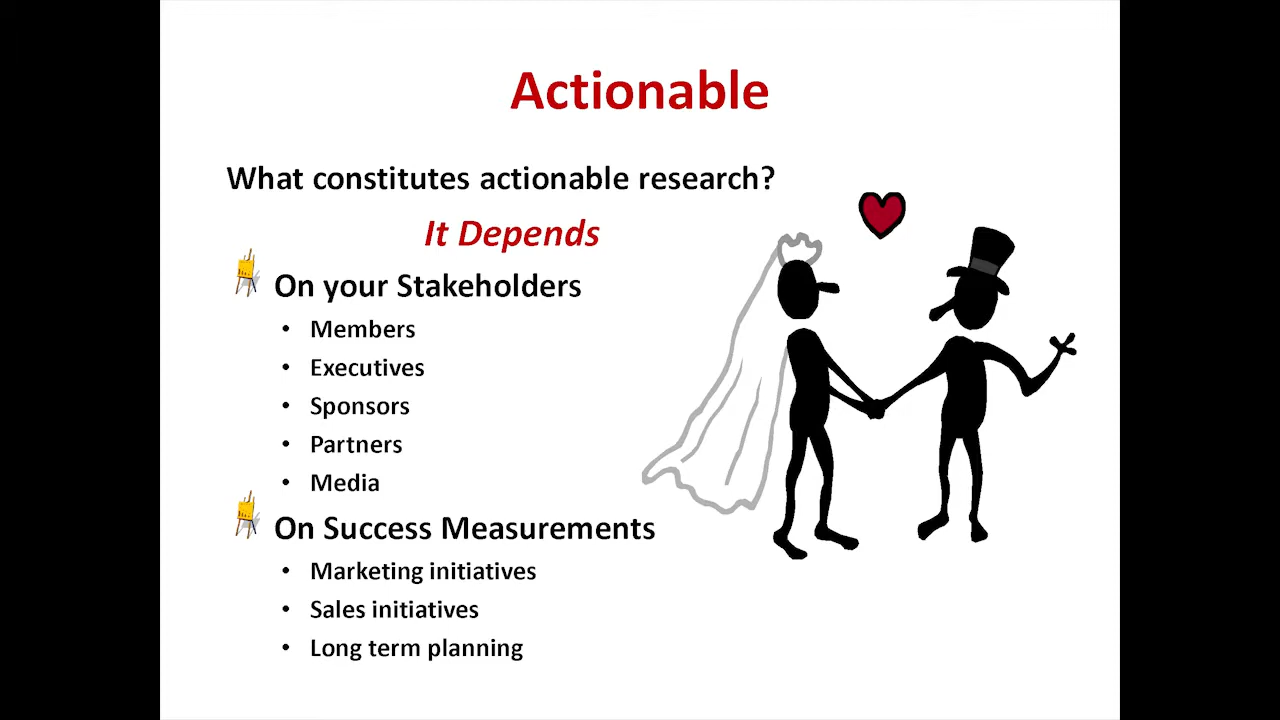 Actionable
What constitutes actionable research?
It Depends
On your Stakeholders
• Members
• Executives
• Sponsors
• Partners
• Media
On Success Measurements
• Marketing initiatives
• Sales initiatives
• Long term planning